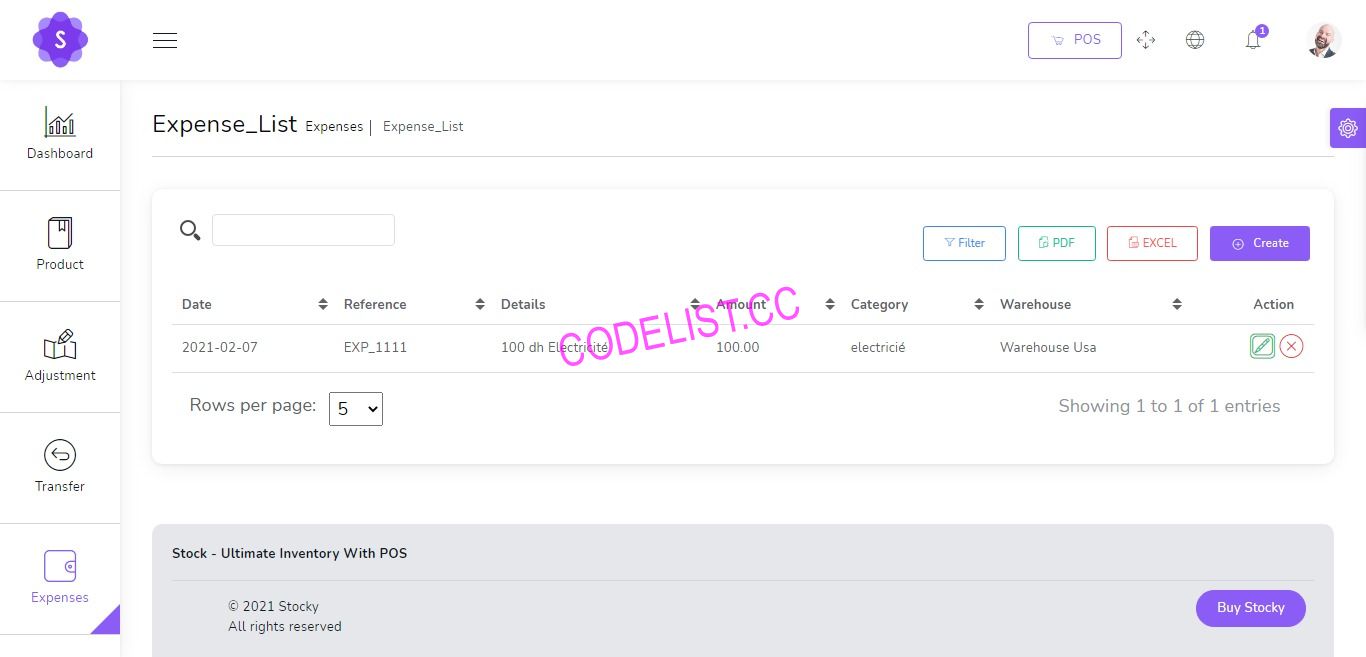 S
POS
1
Expense_List Expenses | Expense_List
Dashboard
Product
Adjustment
Transfer
Expenses
Filter PDF EXCEL Create
Date Reference Details Amount Category Warehouse Action
2021-02-07 EXP_1111 100 dh Electricité 100.00 electricié Warehouse Usa
CODELIST.CC
Rows per page: 5 Showing 1 to 1 of 1 entries
Stock - Ultimate Inventory With POS
© 2021 Stocky
All rights reserved
Buy Stocky